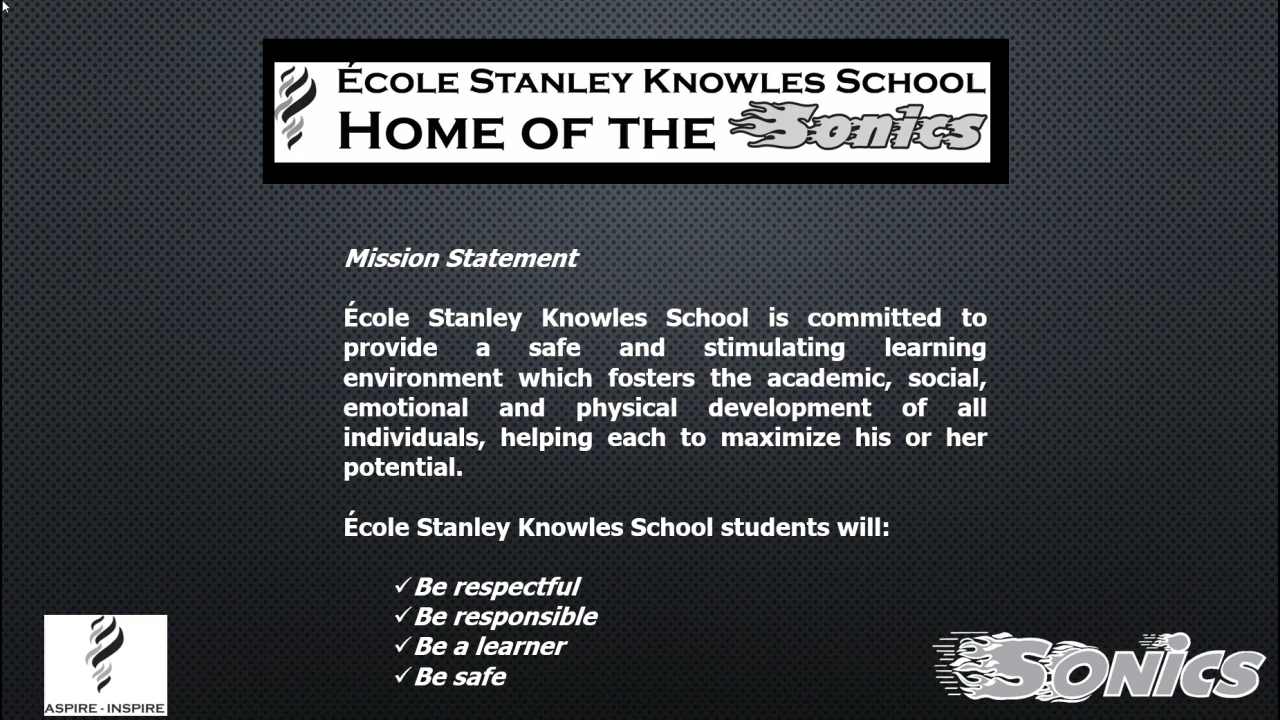 École Stanley Knowles School
Home of the Sonics
Mission Statement
École Stanley Knowles School is committed to
provide a safe and stimulating learning
environment which fosters the academic, social,
emotional and physical development of all
individuals, helping each to maximize his or her
potential.
École Stanley Knowles School students will:
✓Be respectful
✓Be responsible
✓Be a learner
✓Be safe
ASPIRE - INSPIRE
SONICS